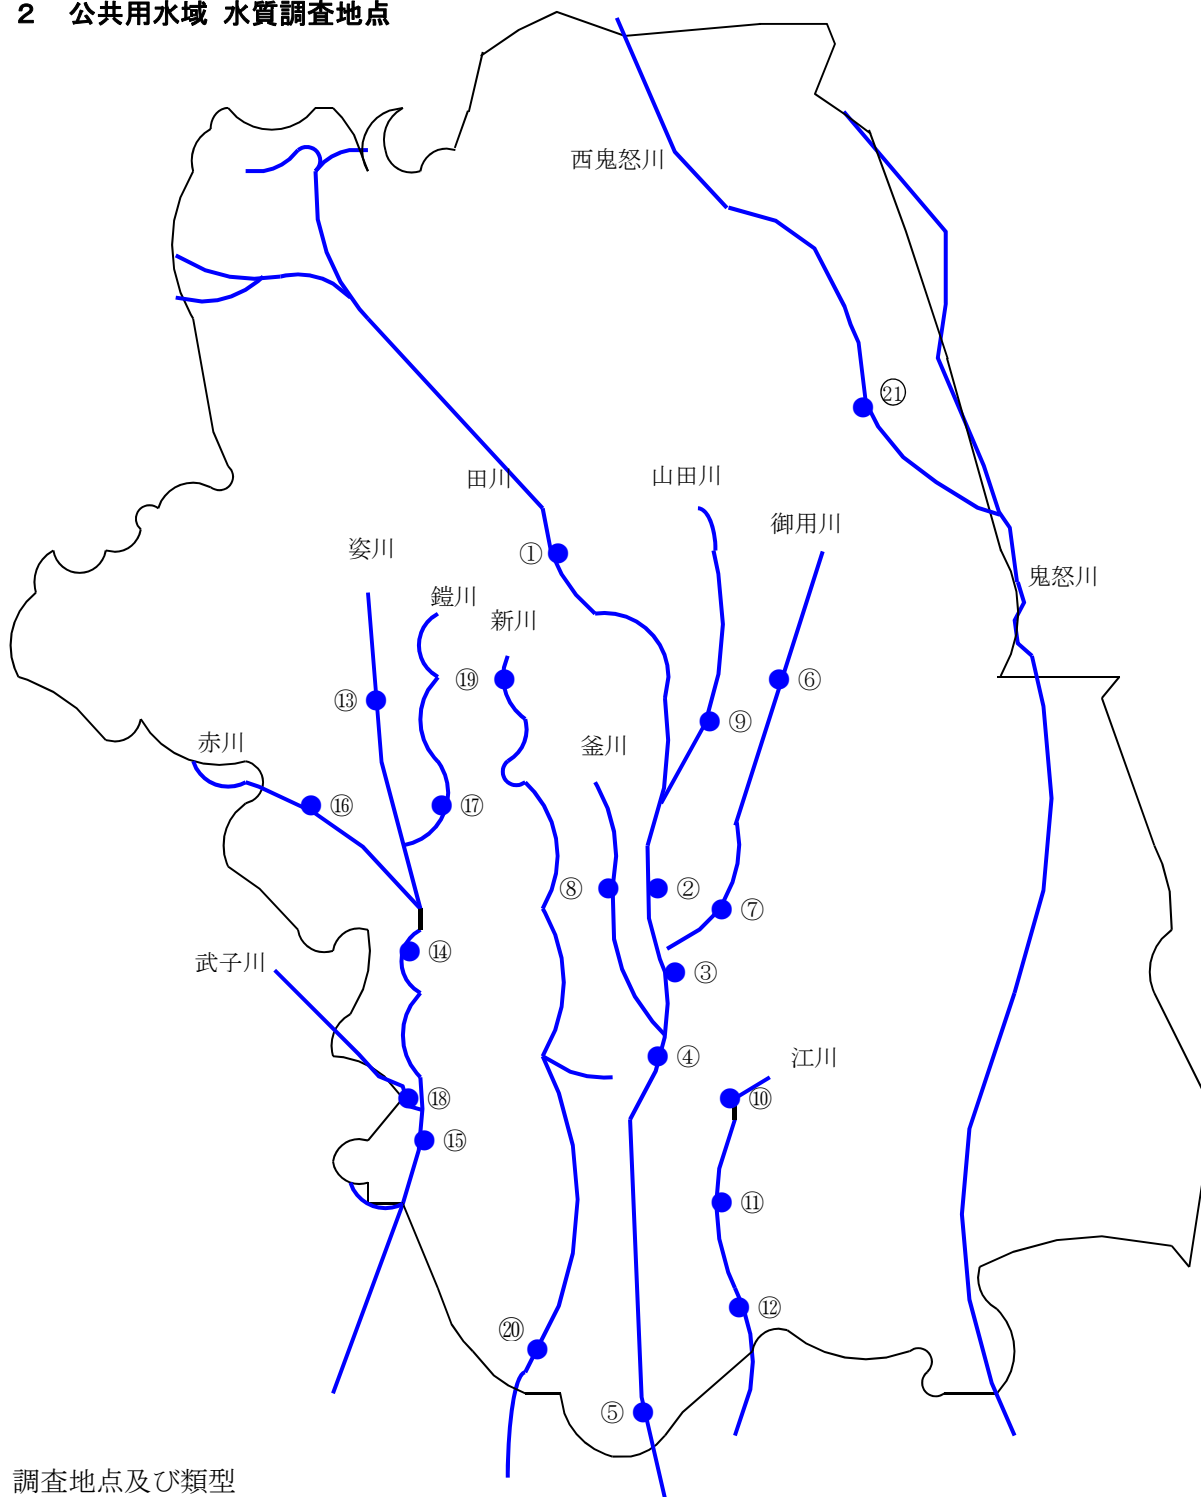 2 公共用水域 水質調査地点
西鬼怒川
㉑
田川
山田川
御用川
姿川
①
鬼怒川
鎧川
新川
⑲
⑥
⑬
⑨
赤川
釜川
⑯
⑰
⑧
②
⑦
⑭
武子川
③
④
江川
⑱
⑩
⑮
⑪
⑫
⑳
⑤
調査地点及び類型